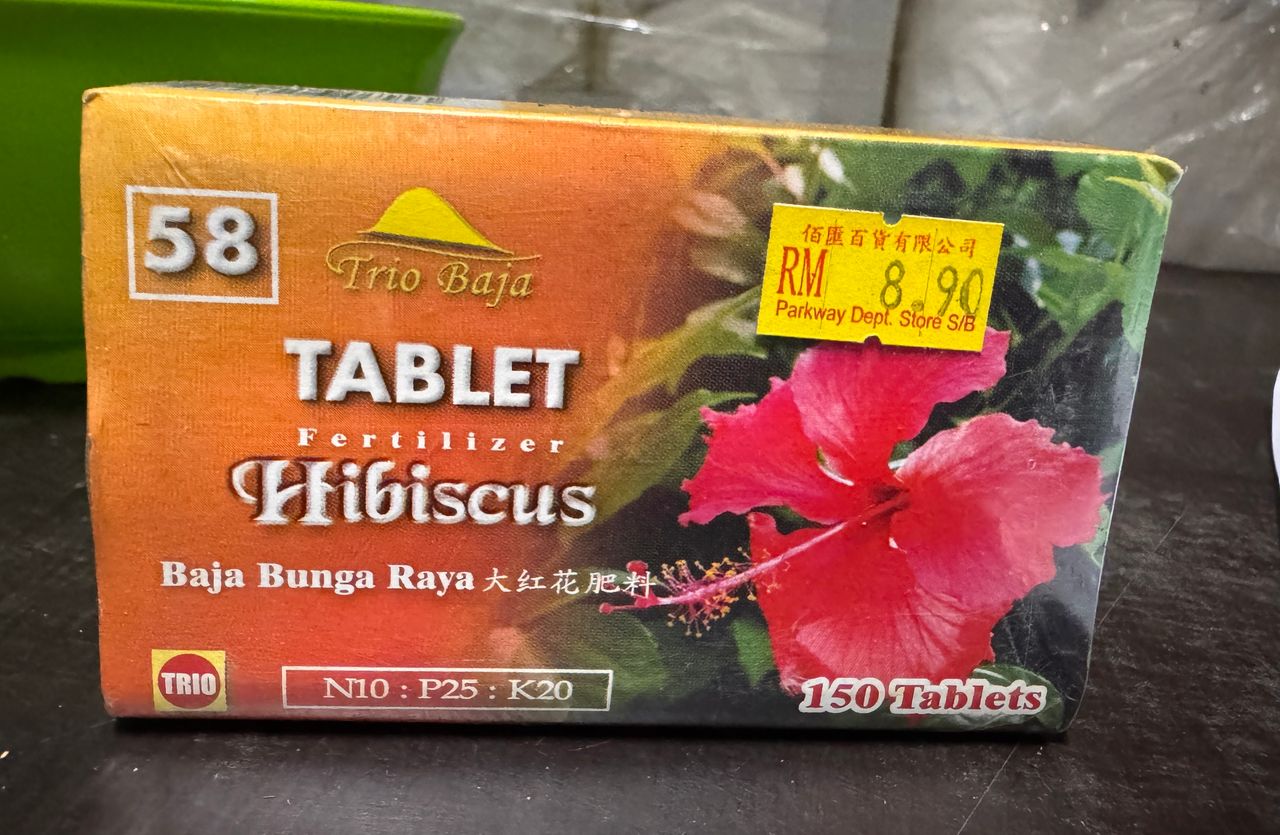 58
Trio Baja
佰匯百貨有限公司
RM 8.90
Parkway Dept. Store S/B
TABLET
Fertilizer
Hibiscus
Baja Bunga Raya 大红花肥料
TRIO
N10 : P25 : K20
150 Tablets